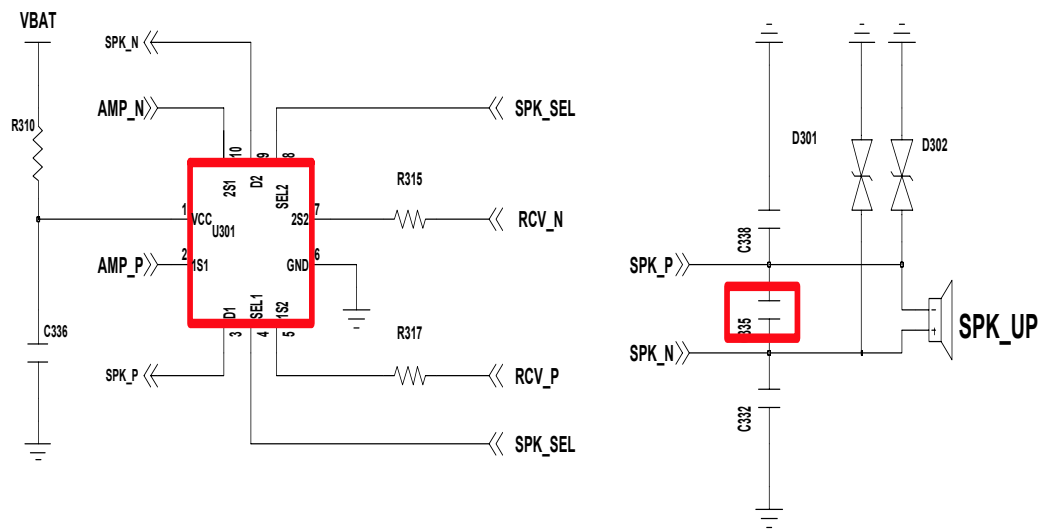 VBAT
SPK_N
AMP_N
SPK_SEL
R310
10
9
8
2S1
D2
SEL2
R315
1
VCC
U301
2S2
7
RCV_N
AMP_P
2
1S1
GND
6
D1
SEL1
1S2
3
4
5
C336
R317
SPK_P
RCV_P
SPK_SEL
D301
D302
C338
SPK_P
335
SPK_N
SPK_UP
-
+
C332